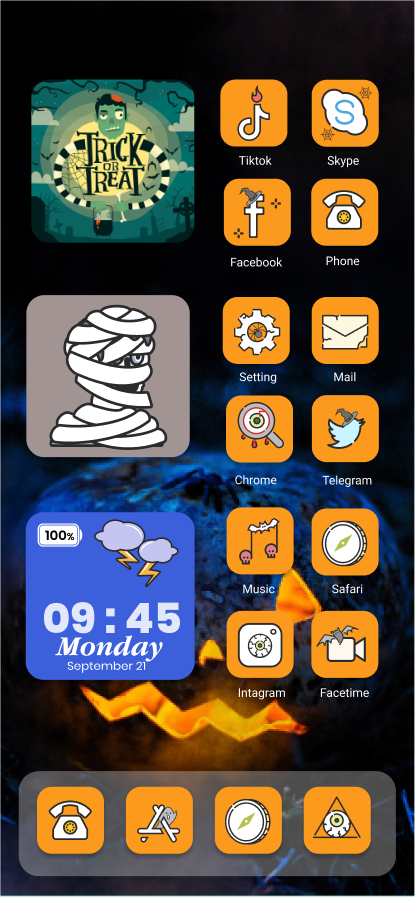 TRICK
OR
TREAT
Tiktok
Skype
Facebook
Phone
Setting
Mail
Chrome
Telegram
100%
09 : 45
Monday
September 21
Music
Safari
Intagram
Facetime